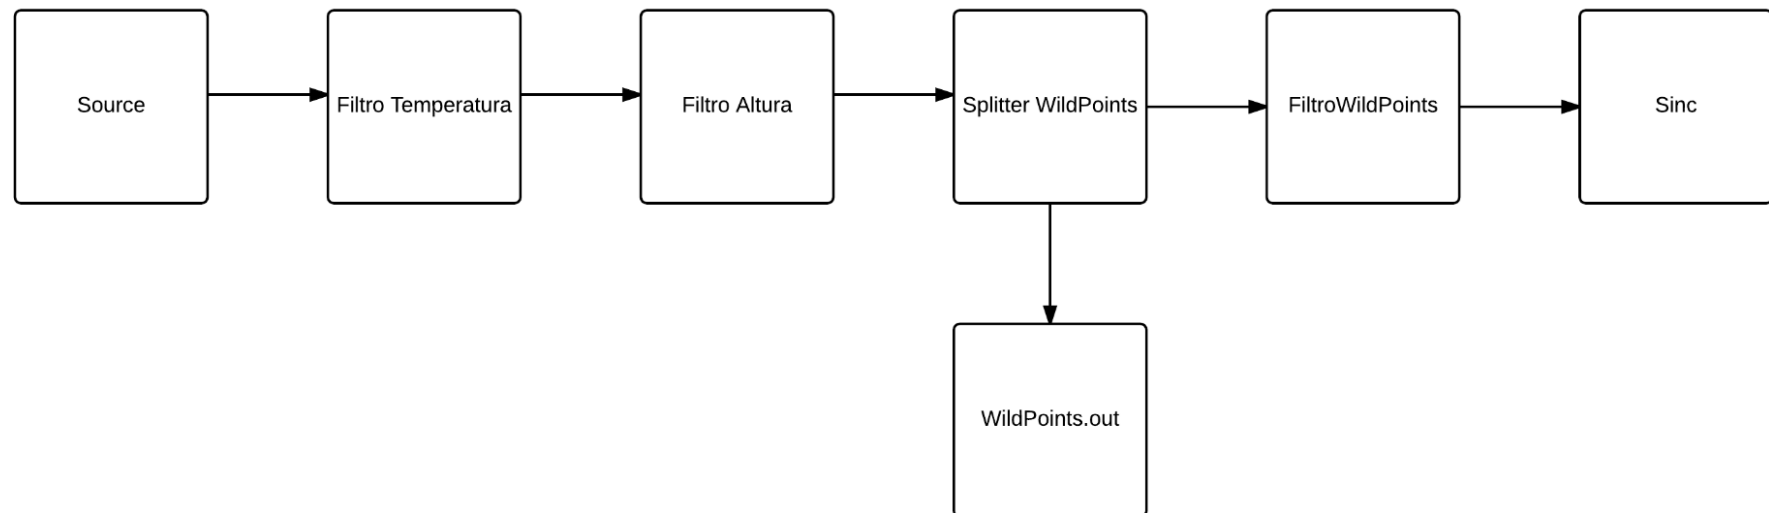 Source
Filtro Temperatura
Filtro Altura
Splitter WildPoints
FiltroWildPoints
Sinc
WildPoints.out